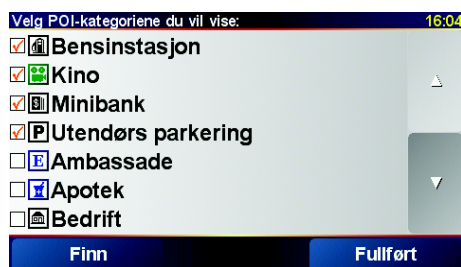 Velg POI-kategoriene du vil vise: 16:04
Bensinstasjon
Kino
Minibank
P Utendørs parkering
E Ambassade
Apotek
Bedrift
Finn Fullført